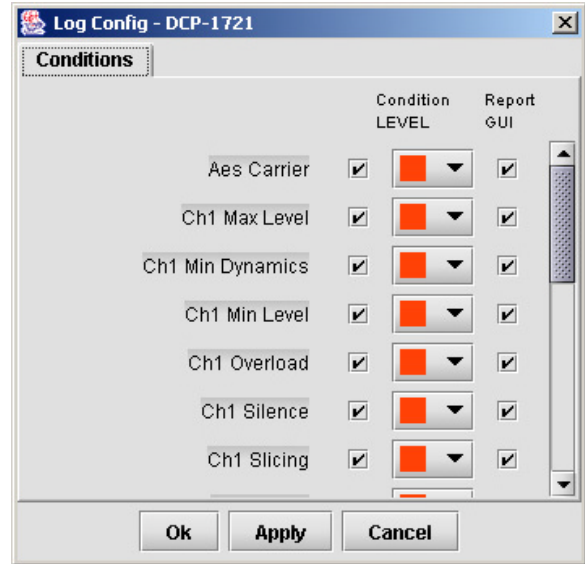 Log Config - DCP-1721
Conditions
Condition Report
LEVEL GUI
Aes Carrier
Ch1 Max Level
Ch1 Min Dynamics
Ch1 Min Level
Ch1 Overload
Ch1 Silence
Ch1 Slicing
Ok Apply Cancel